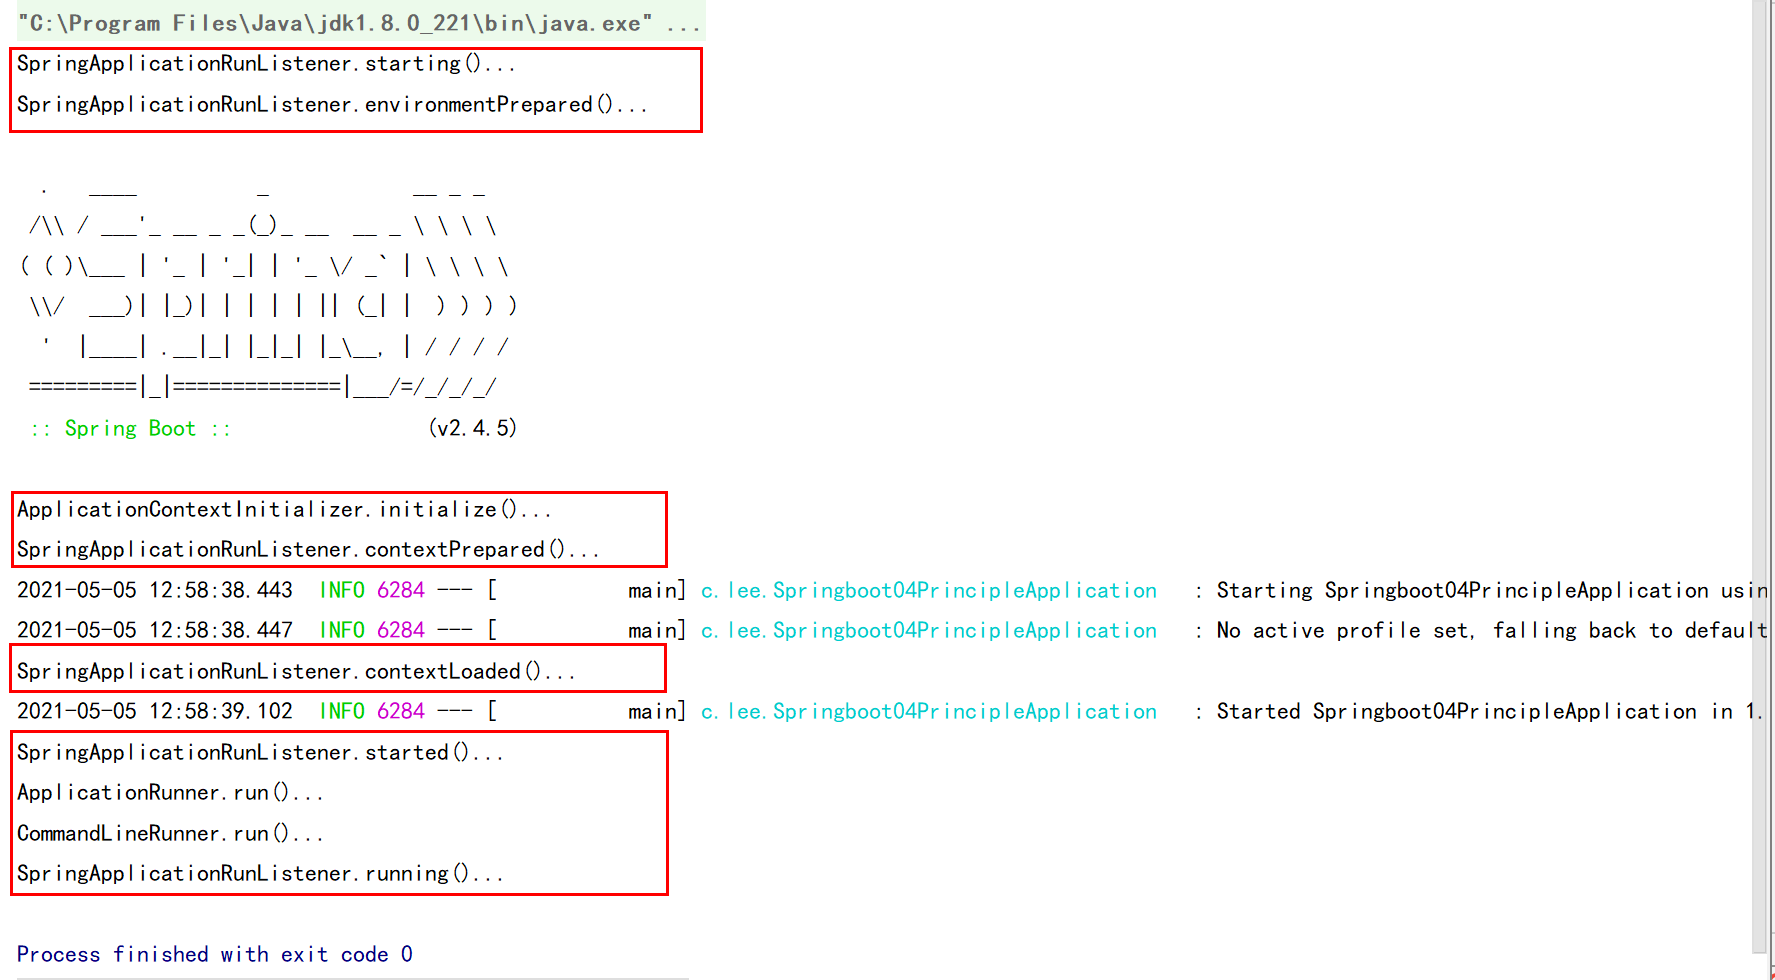 "C:\Program Files\Java\jdk1.8.0_221\bin\java.exe" ...
SpringApplicationRunListener.starting()...
SpringApplicationRunListener.environmentPrepared()...
  .   ____          _            __ _ _
 /\\ / ___'_ __ _ _(_)_ __  __ _ \ \ \ \
( ( )\___ | '_ | '_| | '_ \/ _` | \ \ \ \
 \\/  ___)| |_)| | | | | || (_| |  ) ) ) )
  '  |____| .__|_| |_|_| |_\__, | / / / /
 =========|_|==============|___/=/_/_/_/
 :: Spring Boot ::                (v2.4.5)
ApplicationContextInitializer.initialize()...
SpringApplicationRunListener.contextPrepared()...
2021-05-05 12:58:38.443  INFO 6284 --- [           main] c.lee.Springboot04PrincipleApplication   : Starting Springboot04PrincipleApplication usin
2021-05-05 12:58:38.447  INFO 6284 --- [           main] c.lee.Springboot04PrincipleApplication   : No active profile set, falling back to default
SpringApplicationRunListener.contextLoaded()...
2021-05-05 12:58:39.102  INFO 6284 --- [           main] c.lee.Springboot04PrincipleApplication   : Started Springboot04PrincipleApplication in 1.
SpringApplicationRunListener.started()...
ApplicationRunner.run()...
CommandLineRunner.run()...
SpringApplicationRunListener.running()...
Process finished with exit code 0